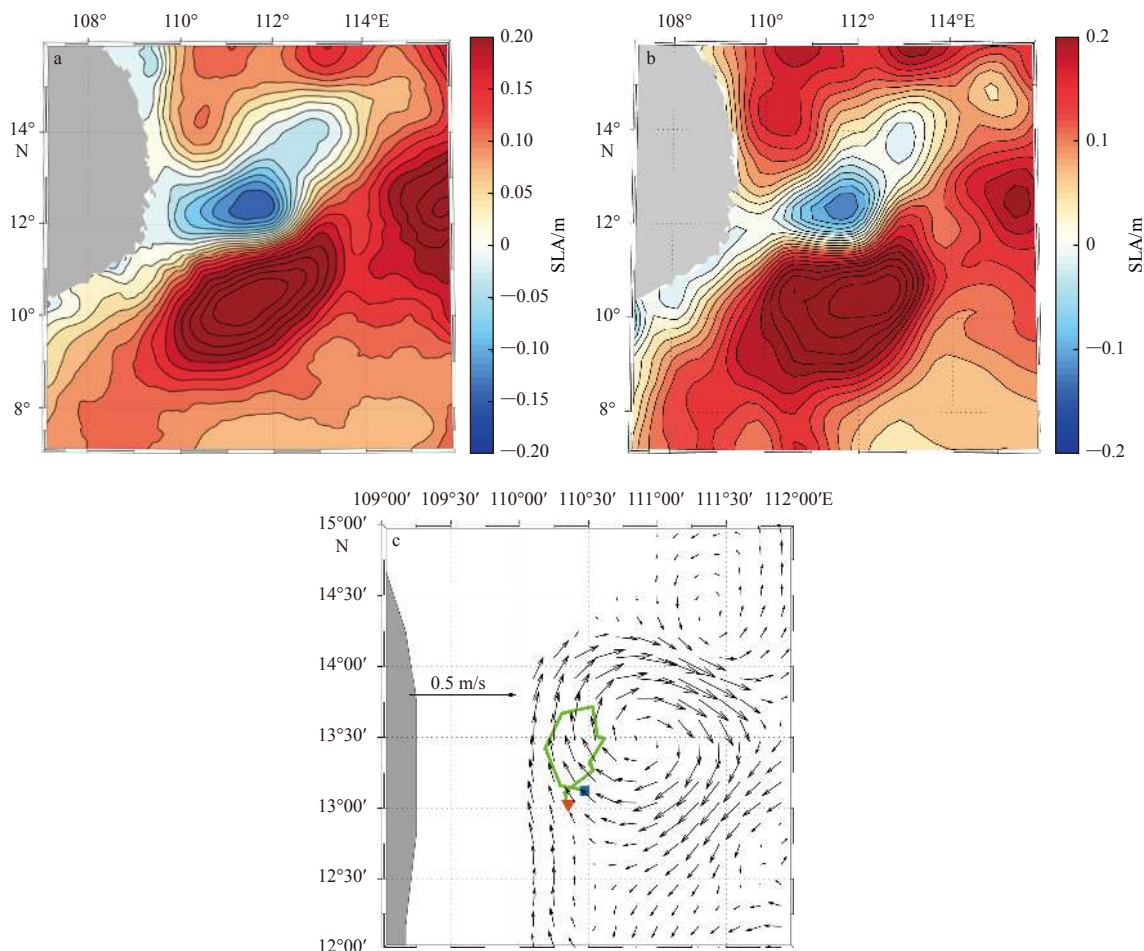 108° 110° 112° 114°E
a
14°
N
12°
10°
8°
0.20
0.15
0.10
0.05
0
—0.05
—0.10
—0.15
—0.20
SLA/m
108° 110° 112° 114°E
b
14°
N
12°
10°
8°
0.2
0.1
0
—0.1
—0.2
SLA/m
109°00′ 109°30′ 110°00′ 110°30′ 111°00′ 111°30′ 112°00′E
15°00′
N
c
14°30′
14°00′
0.5 m/s
13°30′
13°00′
12°30′
12°00′